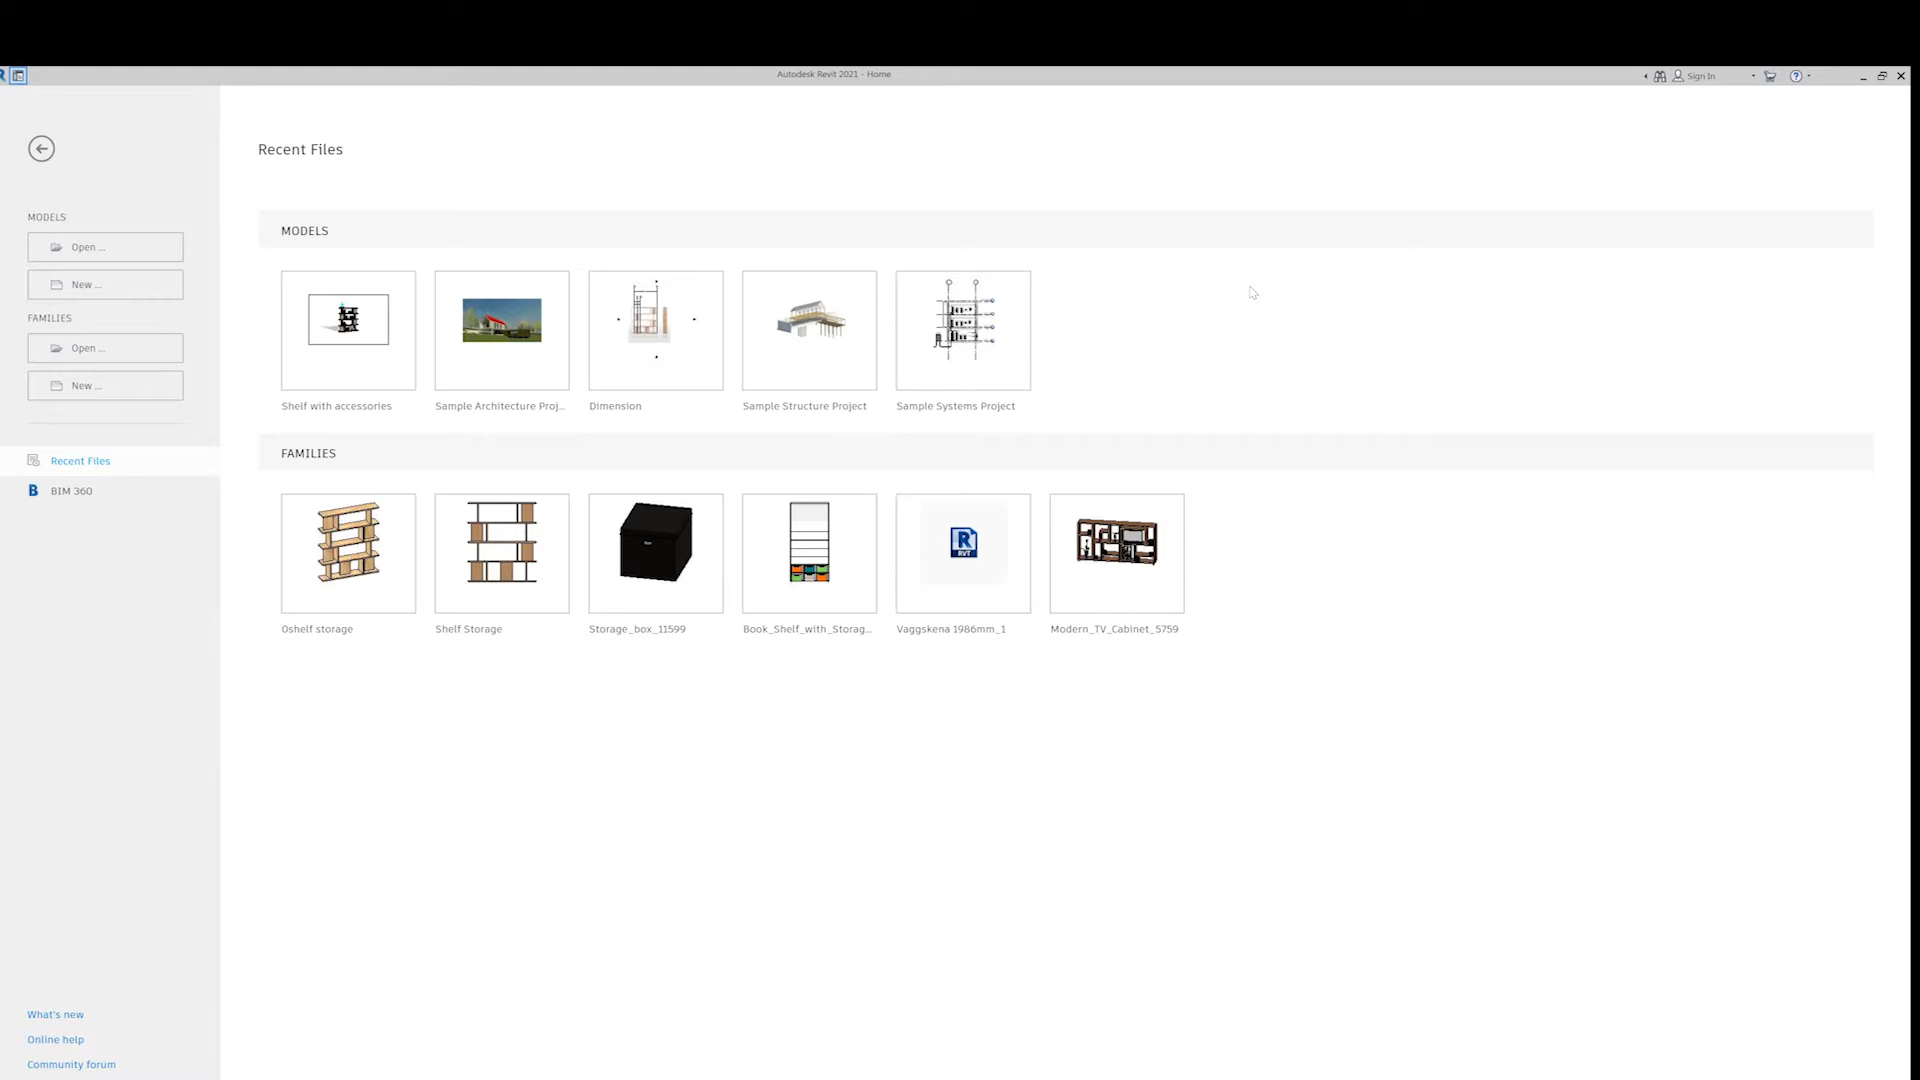 Autodesk Revit 2021 - Home
Sign In
Recent Files
MODELS
Open ...
New ...
FAMILIES
Open ...
New ...
Recent Files
BIM 360
MODELS
Shelf with accessories
Sample Architecture Proj...
Dimension
Sample Structure Project
Sample Systems Project
FAMILIES
R
RVT
0shelf storage
Shelf Storage
Storage_box_11599
Book_Shelf_with_Storag...
Vaggskena 1986mm_1
Modern_TV_Cabinet_5759
What's new
Online help
Community forum